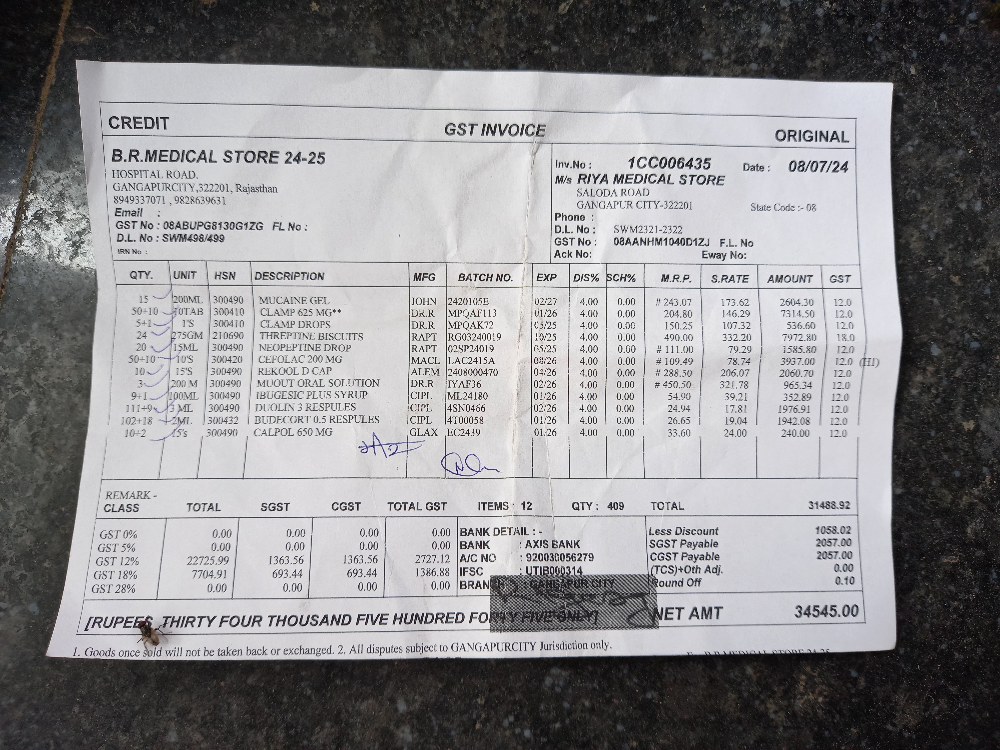 CREDIT
GST INVOICE
ORIGINAL
B.R.MEDICAL STORE 24-25
HOSPITAL ROAD.
GANGAPURCITY,322201, Rajasthan
8949337071 , 9828639631
Email :
GST No : 08ABUPG8130G1ZG FL No :
D.L. No : SWM498/499
IRN No :
Inv.No : 1CC006435 Date : 08/07/24
M/s RIYA MEDICAL STORE
SALODA ROAD
GANGAPUR CITY-322201
State Code :- 08
Phone :
D.L. No : SWM2321-2322
GST No : 08AANHM1040D1ZJ F.L. No
Ack No: Eway No:
QTY. UNIT HSN DESCRIPTION MFG BATCH NO. EXP DIS% SCH% M.R.P. S.RATE AMOUNT GST
15 200ML 300490 MUCAINE GEL JOHN 2420105E 02/27 4.00 0.00 # 243.07 173.62 2604.30 12.0
50+10 10TAB 300410 CLAMP 625 MG** DR.R MPQAF113 01/26 4.00 0.00 204.80 146.29 7314.50 12.0
5+1 1'S 300410 CLAMP DROPS DR.R MPQAK72 03/25 4.00 0.00 150.25 107.32 536.60 12.0
24 275GM 210690 THREPTINE BISCUITS RAPT RG03240019 10/25 4.00 0.00 490.00 332.20 7972.80 18.0
20 15ML 300490 NEOPEPTINE DROP RAPT 02SP24019 05/25 4.00 0.00 # 111.00 79.29 1585.80 12.0
50+10 10'S 300420 CEFOLAC 200 MG MACL LAC2415A 08/26 4.00 0.00 # 109.49 78.74 3937.00 12.0 (HI)
10 15'S 300490 REKOOL D CAP ALEM 2408000470 04/26 4.00 0.00 # 288.50 206.07 2060.70 12.0
3 200 M 300490 MUOUT ORAL SOLUTION DR.R IYAF36 02/26 4.00 0.00 # 450.50 321.78 965.34 12.0
9+1 100ML 300490 IBUGESIC PLUS SYRUP CIPL ML24180 01/26 4.00 0.00 54.90 39.21 352.89 12.0
111+9 3 ML 300490 DUOLIN 3 RESPULES CIPL 4SN0466 02/26 4.00 0.00 24.94 17.81 1976.91 12.0
102+18 2ML 300432 BUDECORT 0.5 RESPULES CIPL 4T00058 01/26 4.00 0.00 26.65 19.04 1942.08 12.0
10+2 15's 300490 CALPOL 650 MG GLAX EC2439 01/26 4.00 0.00 33.60 24.00 240.00 12.0
REMARK -
CLASS TOTAL SGST CGST TOTAL GST ITEMS : 12 QTY : 409 TOTAL 31488.92
GST 0% 0.00 0.00 0.00 0.00 BANK DETAIL : - Less Discount 1058.02
GST 5% 0.00 0.00 0.00 0.00 BANK : AXIS BANK SGST Payable 2057.00
GST 12% 22725.99 1363.56 1363.56 2727.12 A/C NO : 920030056279 CGST Payable 2057.00
GST 18% 7704.91 693.44 693.44 1386.88 IFSC : UTIB000314 (TCS)+Oth Adj. 0.00
GST 28% 0.00 0.00 0.00 0.00 : GANGAPUR CITY Round Off 0.10
[RUPEES THIRTY FOUR THOUSAND FIVE HUNDRED FORTY FIVE ONLY] NET AMT 34545.00
1. Goods once sold will not be taken back or exchanged. 2. All disputes subject to GANGAPURCITY Jurisdiction only.